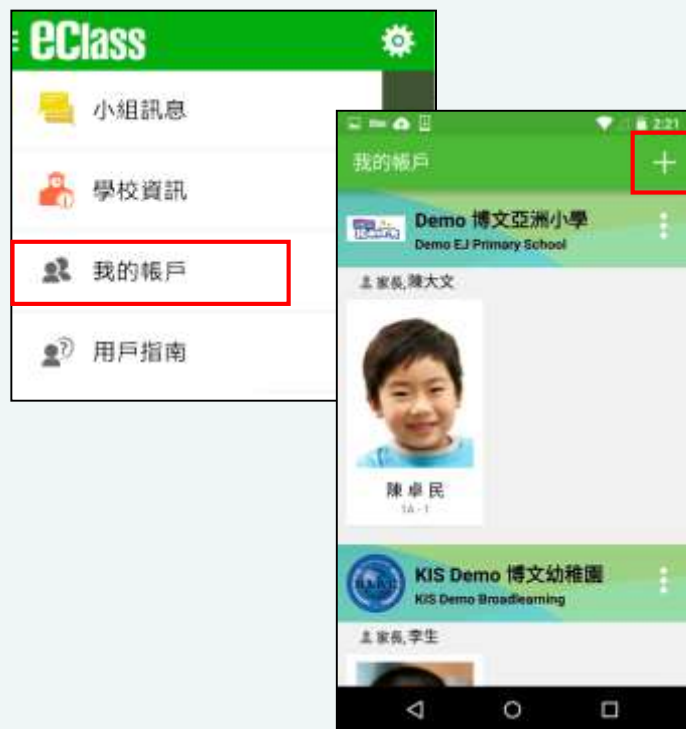 eClass
小組訊息
學校資訊
我的帳戶
用戶指南
2:21
我的帳戶
Demo 博文亞洲小學
Demo EJ Primary School
家長, 陳大文
陳 卓 民
1A - 1
KIS Demo 博文幼稚園
KIS Demo Broadlearning
家長, 李生